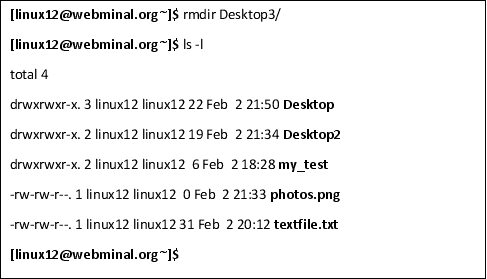 [linux12@webminal.org~]$ rmdir Desktop3/
[linux12@webminal.org~]$ ls -l
total 4
drwxrwxr-x. 3 linux12 linux12 22 Feb  2 21:50 Desktop
drwxrwxr-x. 2 linux12 linux12 19 Feb  2 21:34 Desktop2
drwxrwxr-x. 2 linux12 linux12  6 Feb  2 18:28 my_test
-rw-rw-r--. 1 linux12 linux12  0 Feb  2 21:33 photos.png
-rw-rw-r--. 1 linux12 linux12 31 Feb  2 20:12 textfile.txt
[linux12@webminal.org~]$